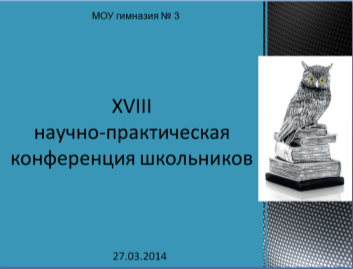 МОУ гимназия № 3
XVIII
научно-практическая
конференция школьников
27.03.2014